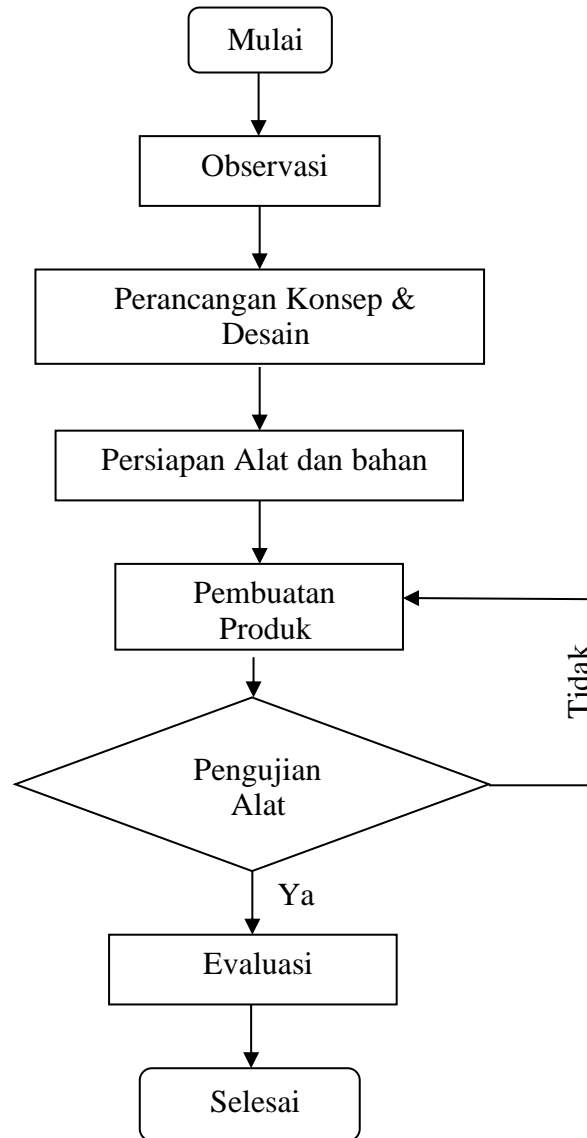 Mulai
Observasi
Perancangan Konsep &
Desain
Persiapan Alat dan bahan
Pembuatan
Produk
Tidak
Pengujian
Alat
Ya
Evaluasi
Selesai